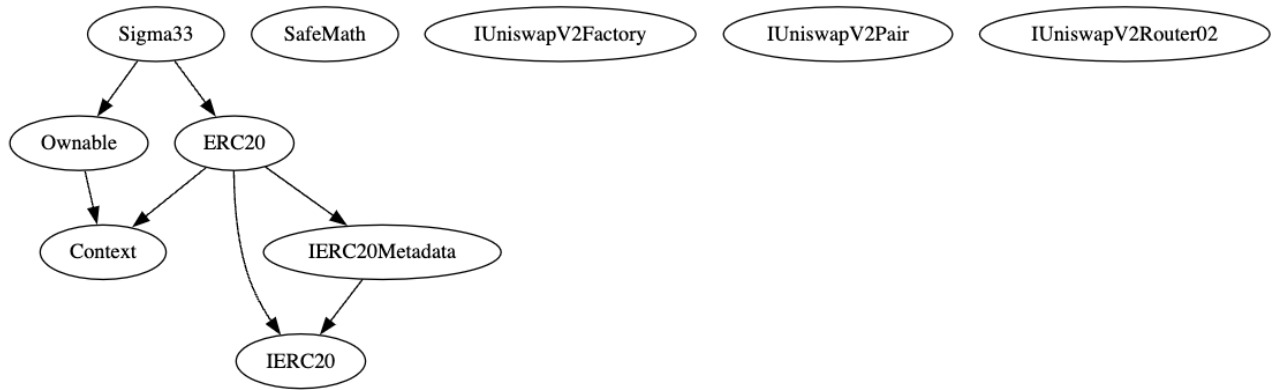 Sigma33
SafeMath
IUniswapV2Factory
IUniswapV2Pair
IUniswapV2Router02
Ownable
ERC20
Context
IERC20Metadata
IERC20